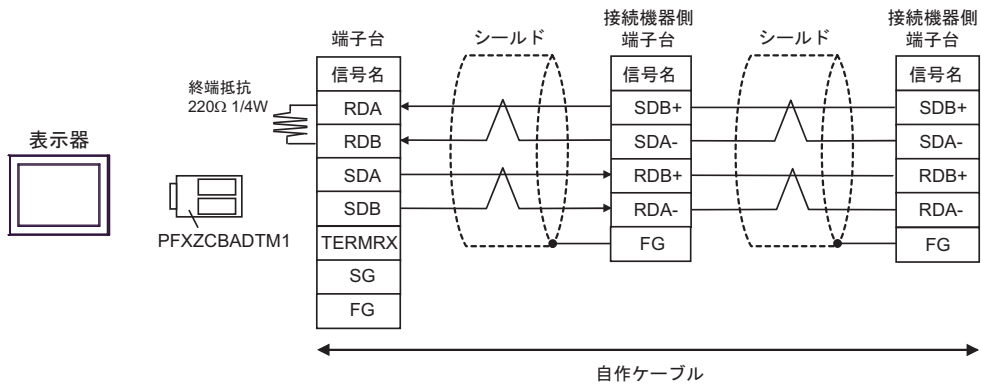 表示器
PFXZCBADTM1
終端抵抗
220Ω 1/4W
端子台
信号名
RDA
RDB
SDA
SDB
TERMRX
SG
FG
シールド
接続機器側
端子台
信号名
SDB+
SDA-
RDB+
RDA-
FG
シールド
接続機器側
端子台
信号名
SDB+
SDA-
RDB+
RDA-
FG
自作ケーブル